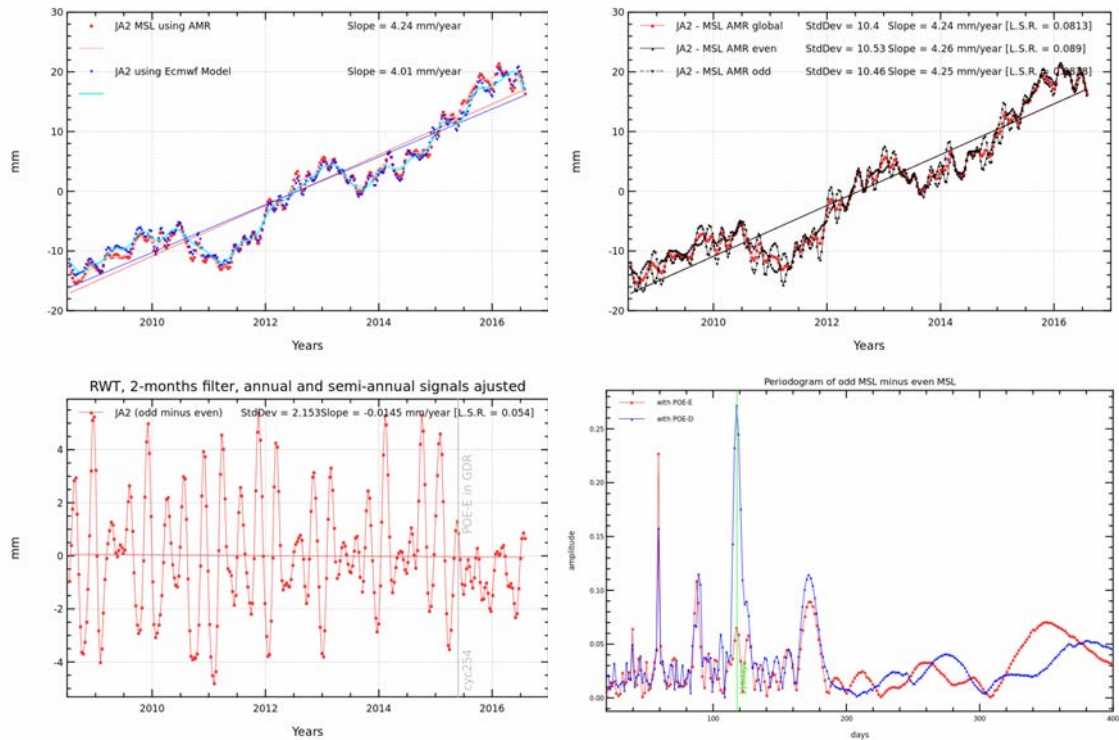 JA2 MSL using AMR Slope = 4.24 mm/year
JA2 using Ecmwf Model Slope = 4.01 mm/year
30
20
10
0
-10
-20
mm
2010 2012 2014 2016
Years
JA2 - MSL AMR global StdDev = 10.4 Slope = 4.24 mm/year [L.S.R. = 0.0813]
JA2 - MSL AMR even StdDev = 10.53 Slope = 4.26 mm/year [L.S.R. = 0.089]
JA2 - MSL AMR odd StdDev = 10.46 Slope = 4.25 mm/year [L.S.R. =
30
20
10
0
-10
-20
mm
2010 2012 2014 2016
Years
RWT, 2-months filter, annual and semi-annual signals ajusted
JA2 (odd minus even) StdDev = 2.153Slope = -0.0145 mm/year [L.S.R. = 0.054]
4
2
0
-2
-4
mm
POE-E in GDR
cyc254
2010 2012 2014 2016
Years
Periodogram of odd MSL minus even MSL
with POE-E
with POE-D
0.25
0.20
0.15
0.10
0.05
0.00
amplitude
100 200 300 400
days